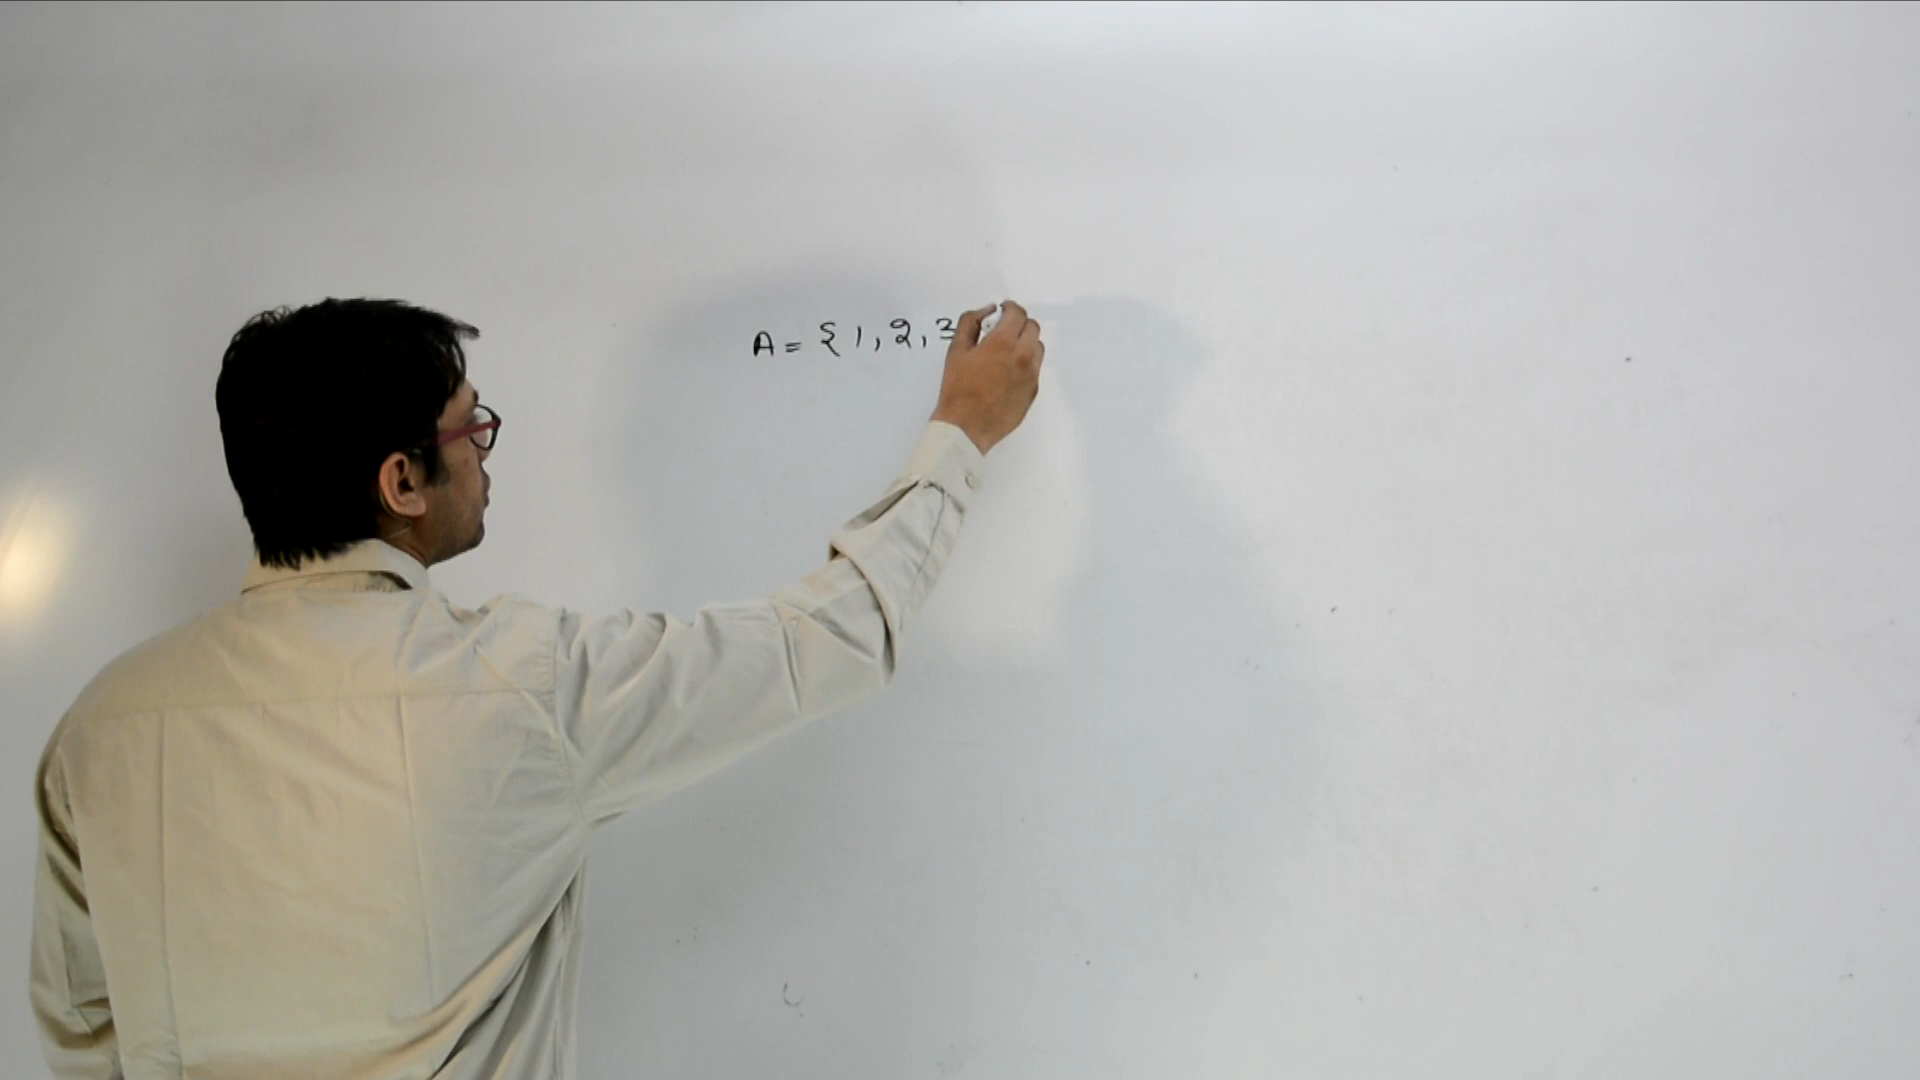 A = { 1, 2, 3